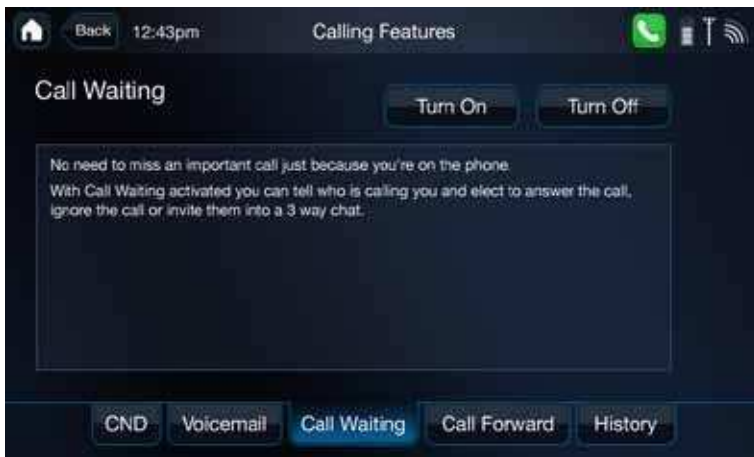 Back 12:43pm Calling Features
Call Waiting
Turn On Turn Off
No need to miss an important call just because you're on the phone.
With Call Waiting activated you can tell who is calling you and elect to answer the call,
ignore the call or invite them into a 3 way chat.
CND Voicemail Call Waiting Call Forward History